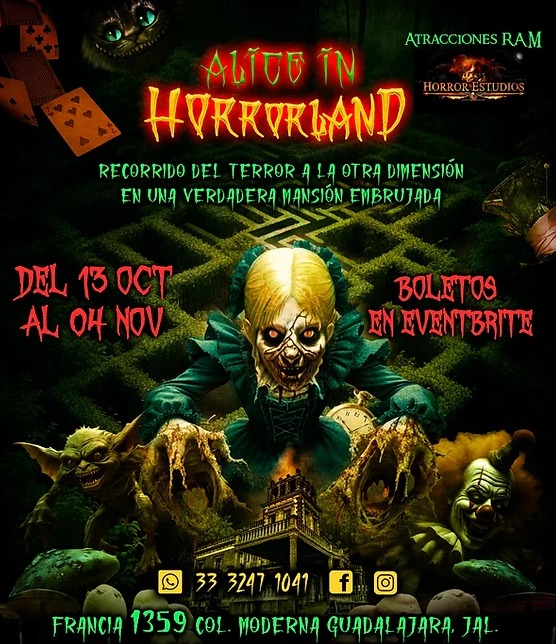 ATRACCIONES RAM
HORROR ESTUDIOS
ALICE IN
HORRORLAND
RECORRIDO DEL TERROR A LA OTRA DIMENSIÓN
EN UNA VERDADERA MANSIÓN EMBRUJADA
DEL 13 OCT
AL 04 NOV
BOLETOS
EN EVENTBRITE
33 3247 1041
FRANCIA 1359 COL. MODERNA GUADALAJARA, JAL.